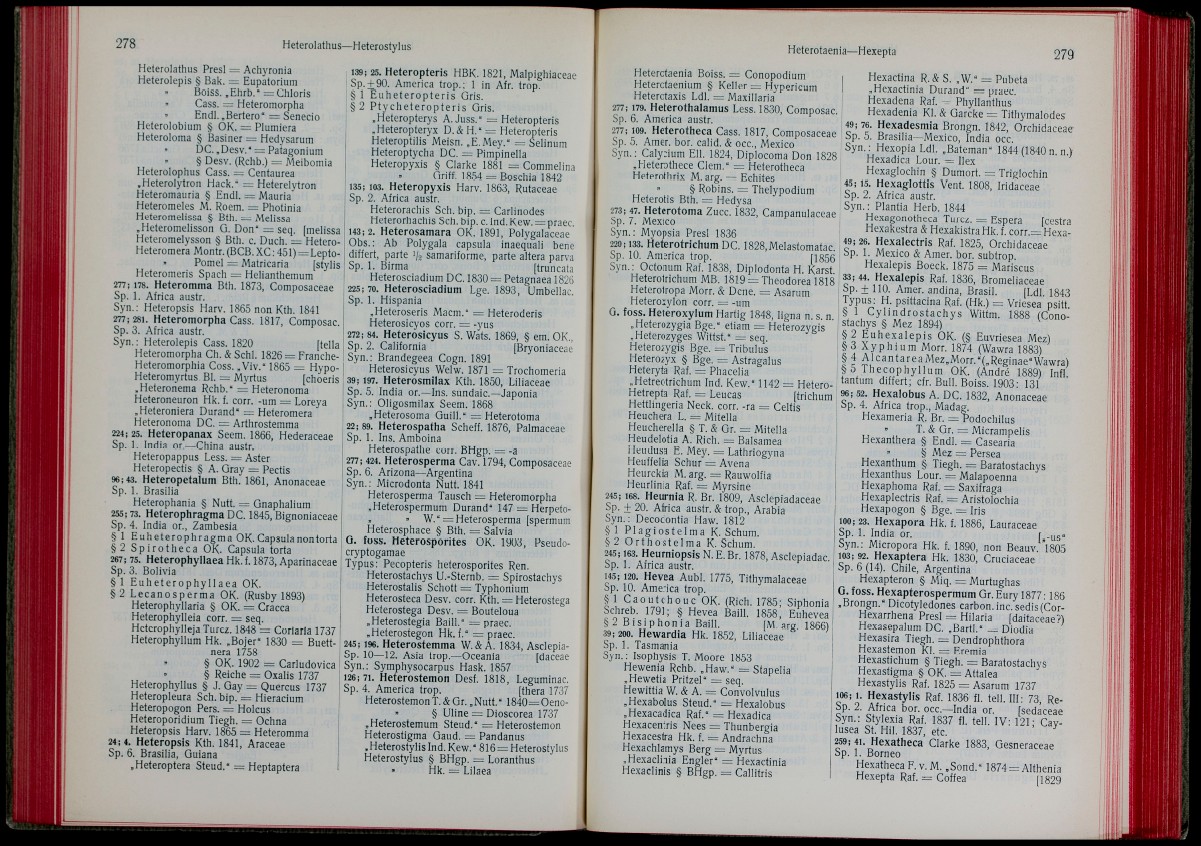 278
Heterolathus—Heterostylus
Heterolathus Presl = Achyronia
Heterolepis § Bak. = Eupatorium
" Boiss. „Ehrb.“ = Chloris
" Cass. = Heteromorpha
" Endl. „Bertero“ = Senecio
Heterolobium § OK. = Plumiera
Heteroloma § Basiner = Hedysarum
" DC. „Desv.“ = Patagonium
" § Desv. (Rchb.) = Meibomia
Heterolophus Cass. = Centaurea
„Heterolytron Hack.“ = Heterelytron
Heteromauria § Endl. = Mauria
Heteromeles M. Roem. = Photinia
Heteromelissa § Bth. = Melissa
„Heteromelisson G. Don“ = seq. [melissa
Heteromelysson § Bth. c. Duch. = Hetero-
Heteromera Montr. (BCB. XC: 451) = Lepto-
" Pomel = Matricaria [stylis
Heteromeris Spach = Helianthemum
277; 178. Heteromma Bth. 1873, Composaceae
Sp. 1. Africa austr.
Syn.: Heteropsis Harv. 1865 non Kth. 1841
277; 281. Heteromorpha Cass. 1817, Composac.
Sp. 3. Africa austr.
Syn.: Heterolepis Cass. 1820 [tella
Heteromorpha Ch. & Schl. 1826 = Franche-
Heteromorphia Coss. „Viv.“ 1865 = Hypo-
Heteromyrtus Bl. = Myrtus [choeris
„Heteronema Rchb.“ = Heteronoma
Heteroneuron Hk. f. corr. -um = Loreya
„Heteroniera Durand“ = Heteromera
Heteronoma DC. = Arthrostemma
224; 25. Heteropanax Seem. 1866, Hederaceae
Sp. 1. India or.—China austr.
Heteropappus Less. = Aster
Heteropectis § A. Gray = Pectis
96; 43. Heteropetalum Bth. 1861, Anonaceae
Sp. 1. Brasilia
Heterophania § Nutt. = Gnaphalium
255; 73. Heterophragma DC. 1845, Bignoniaceae
Sp. 4. India or., Zambesia
§ 1 Euheterophragma OK. Capsula non torta
§ 2 Spirotheca OK. Capsula torta
267; 75. Heterophyllaea Hk. f. 1873, Aparinaceae
Sp. 3. Bolivia
§ 1 Euheterophyllaea OK.
§ 2 Lecanosperma OK. (Rusby 1893)
Heterophyllaria § OK. = Cracca
Heterophylleia corr. = seq.
Heterophylleja Turcz. 1848 = Coriaria 1737
Heterophyllum Hk. „Bojer“ 1830 = Buett-
nera 1758
" § OK. 1902 = Carludovica
" § Reiche = Oxalis 1737
Heterophyllus § J. Gay = Quercus 1737
Heteropleura Sch. bip. = Hieracium
Heteropogon Pers. = Holcus
Heteroporidium Tiegh. = Ochna
Heteropsis Harv. 1865 = Heteromma
24; 4. Heteropsis Kth. 1841, Araceae
Sp. 6. Brasilia, Guiana
„Heteroptera Steud.“ = Heptaptera
139; 25. Heteropteris HBK. 1821, Malpighiaceae
Sp. ± 90. America trop.; 1 in Afr. trop.
§ 1 Euheteropteris Gris.
§ 2 Ptycheteropteris Gris.
„Heteropterys A. Juss.“ = Heteropteris
„Heteropteryx D. & H.“ = Heteropteris
Heteroptilis Meisn. „E. Mey.“ = Selinum
Heteroptycha DC. = Pimpinella
Heteropyxis § Clarke 1881 = Commelina
" Griff. 1854 = Boschia 1842
135; 103. Heteropyxis Harv. 1863, Rutaceae
Sp. 2. Africa austr.
Heterorachis Sch. bip. = Carlinodes
Heterorhachis Sch. bip. c. Ind. Kew. = praec.
143; 2. Heterosamara OK. 1891, Polygalaceae
Obs.: Ab Polygala capsula inaequali bene
differt, parte ½ samariforme, parte altera parva
Sp. 1. Birma [truncata
Heterosciadium DC. 1830 = Petagnaea 1826
225; 70. Heterosciadium Lge. 1893, Umbellac.
Sp. 1. Hispania
„Heteroseris Macm.“ = Heteroderis
Heterosicyos corr. = -yus
272; 84. Heterosicyus S. Wats. 1869, § em. OK.,
Sp. 2. California [Bryoniaceae
Syn.: Brandegeea Cogn. 1891
Heterosicyus Welw. 1871 = Trochomeria
39; 197. Heterosmilax Kth. 1850, Liliaceae
Sp. 5. India or.—Ins. sundaic.—Japonia
Syn.: Oligosmilax Seem. 1868
„Heterosoma Guill.“ = Heterotoma
22; 89. Heterospatha Scheff. 1876, Palmaceae
Sp. 1. Ins. Amboina
Heterospathe corr. BHgp. = -a
277; 424. Heterosperma Cav. 1794, Composaceae
Sp. 6. Arizona—Argentina
Syn.: Microdonta Nutt. 1841
Heterosperma Tausch = Heteromorpha
„Heterospermum Durand“ 147 = Herpeto-
" " W.“ = Heterosperma [spermum
Heterosphace § Bth. = Salvia
G. foss. Heterosporites OK. 1903, Pseudo-
cryptogamae
Typus: Pecopteris heterosporites Ren.
Heterostachys U.-Sternb. = Spirostachys
Heterostalis Schott = Typhonium
Heterosteca Desv. corr. Kth. = Heterostega
Heterostega Desv. = Bouteloua
„Heterostegia Baill.“ = praec.
„Heterostegon Hk. f.“ = praec.
245; 196. Heterostemma W. & A. 1834, Asclepia-
Sp. 10—12. Asia trop.—Oceania [daceae
Syn.: Symphysocarpus Hask. 1857
126; 71. Heterostemon Desf. 1818, Leguminac.
Sp. 4. America trop. [thera 1737
Heterostemon T. & Gr. „Nutt.“ 1840 = Oeno-
" § Uline = Dioscorea 1737
„Heterostemum Steud.“ = Heterostemon
Heterostigma Gaud. = Pandanus
„Heterostylis Ind. Kew.“ 816 = Heterostylus
Heterostylus § BHgp. = Loranthus
" Hk. = Lilaea
Heterotaenia—Hexepta
279
Heterotaenia Boiss. = Conopodium
Heterotaenium § Keller = Hypericum
Heterotaxis Ldl. = Maxillaria
277; 179. Heterothalamus Less. 1830, Composac.
Sp. 6. America austr.
277; 109. Heterotheca Cass. 1817, Composaceae
Sp. 5. Amer. bor. calid. & occ., Mexico
Syn.: Calycium Ell. 1824, Diplocoma Don 1828
„Heterothece Clem.“ = Heterotheca
Heterothrix M. arg. = Echites
" § Robins. = Thelypodium
Heterotis Bth. = Hedysa
273; 47. Heterotoma Zucc. 1832, Campanulaceae
Sp. 7. Mexico
Syn.: Myopsia Presl 1836
220; 133. Heterotrichum DC. 1828, Melastomatac.
Sp. 10. America trop. [1856
Syn.: Octonum Raf. 1838, Diplodonta H. Karst.
Heterotrichum MB. 1819 = Theodorea 1818
Heterotropa Morr. & Dcne. = Asarum
Heterozylon corr. = -um
G. foss. Heteroxylum Hartig 1848, ligna n. s. n.
„Heterozygia Bge.“ etiam = Heterozygis
„Heterozyges Wittst.“ = seq.
Heterozygis Bge. = Tribulus
Heterozyx § Bge. = Astragalus
Heteryta Raf. = Phacelia
„Hetreotrichum Ind. Kew.“ 1142 = Hetero-
Hetrepta Raf. = Leucas [trichum
Hettlingeria Neck. corr. -ra = Celtis
Heuchera L. = Mitella
Heucherella § T. & Gr. = Mitella
Heudelotia A. Rich. = Balsamea
Heudusa E. Mey. = Lathriogyna
Heuffelia Schur = Avena
Heurckia M. arg. = Rauwolfia
Heurlinia Raf. = Myrsine
245; 168. Heurnia R. Br. 1809, Asclepiadaceae
Sp. ± 20. Africa austr. & trop., Arabia
Syn.: Decocontia Haw. 1812
§ 1 Plagiostelma K. Schum.
§ 2 Orthostelma K. Schum.
245; 163. Heurniopsis N. E. Br. 1878, Asclepiadac.
Sp. 1. Africa austr.
145; 120. Hevea Aubl. 1775, Tithymalaceae
Sp. 10. America trop.
§ 1 Caoutchouc OK. (Rich. 1785; Siphonia
Schreb. 1791; § Hevea Baill. 1858, Euhevea
§ 2 Bisiphonia Baill. [M. arg. 1866)
39; 200. Hewardia Hk. 1852, Liliaceae
Sp. 1. Tasmania
Syn.: Isophysis T. Moore 1853
Hewenia Rchb. „Haw.“ = Stapelia
„Hewetia Pritzel“ = seq.
Hewittia W. & A. = Convolvulus
„Hexabolus Steud.“ = Hexalobus
„Hexacadica Raf.“ = Hexadica
Hexacentris Nees = Thunbergia
Hexacestra Hk. f. = Andrachna
Hexachlamys Berg = Myrtus
„Hexaclinia Engler“ = Hexactinia
Hexaclinis § BHgp. = Callitris
Hexactina R. & S. „W.“ = Pubeta
„Hexactinia Durand“ = praec.
Hexadena Raf. = Phyllanthus
Hexadenia Kl. & Garcke = Tithymalodes
49; 76. Hexadesmia Brongn. 1842, Orchidaceae
Sp. 5. Brasilia—Mexico, India occ.
Syn.: Hexopia Ldl. „Bateman“ 1844 (1840 n. n.)
Hexadica Lour. = Ilex
Hexaglochin § Dumort. = Triglochin
45; 15. Hexaglottis Vent. 1808, Iridaceae
Sp. 2. Africa austr.
Syn.: Plantia Herb. 1844
Hexagonotheca Turcz. = Espera [cestra
Hexakestra & Hexakistra Hk. f. corr. = Hexa-
49; 26. Hexalectris Raf. 1825, Orchidaceae
Sp. 1. Mexico & Amer. bor. subtrop.
Hexalepis Boeck. 1875 = Mariscus
33; 44. Hexalepis Raf. 1836, Bromeliaceae
Sp. ± 110. Amer. andina, Brasil. [Ldl. 1843
Typus: H. psittacina Raf. (Hk.) = Vriesea psitt.
§ 1 Cylindrostachys Wittm. 1888 (Cono-
stachys § Mez 1894)
§ 2 Euhexalepis OK. (§ Euvriesea Mez)
§ 3 Xyphium Morr. 1874 (Wawra 1883)
§ 4 Alcantarea Mez „Morr.“ („Reginae“ Wawra)
§ 5 Thecophyllum OK. (André 1889) Infl.
tantum differt; cfr. Bull. Boiss. 1903: 131
96; 52. Hexalobus A. DC. 1832, Anonaceae
Sp. 4. Africa trop., Madag.
Hexameria R. Br. = Podochilus
" T. & Gr. = Micrampelis
Hexanthera § Endl. = Casearia
" § Mez = Persea
Hexanthum § Tiegh. = Baratostachys
Hexanthus Lour. = Malapoenna
Hexaphoma Raf. = Saxifraga
Hexaplectris Raf. = Aristolochia
Hexapogon § Bge. = Iris
100; 23. Hexapora Hk. f. 1886, Lauraceae
Sp. 1. India or. [„-us“
Syn.: Micropora Hk. f. 1890, non Beauv. 1805
103; 92. Hexaptera Hk. 1830, Cruciaceae
Sp. 6 (14). Chile, Argentina
Hexapteron § Miq. = Murtughas
G. foss. Hexapterospermum Gr. Eury 1877: 186
„Brongn.“ Dicotyledones carbon. inc. sedis (Cor-
Hexarrhena Presl = Hilaria [daitaceae?)
Hexasepalum DC. „Bartl.“ = Diodia
Hexasira Tiegh. = Dendrophthora
Hexastemon Kl. = Eremia
Hexastichum § Tiegh. = Baratostachys
Hexastigma § OK. = Attalea
Hexastylis Raf. 1825 = Asarum 1737
106; 1. Hexastylis Raf. 1836 fl. tell. III: 73, Re-
Sp. 2. Africa bor. occ.—India or. [sedaceae
Syn.: Stylexia Raf. 1837 fl. tell. IV: 121; Cay-
lusea St. Hil. 1837, etc.
259; 41. Hexatheca Clarke 1883, Gesneraceae
Sp. 1. Borneo
Hexatheca F. v. M. „Sond.“ 1874 = Althenia
Hexepta Raf. = Coffea [1829